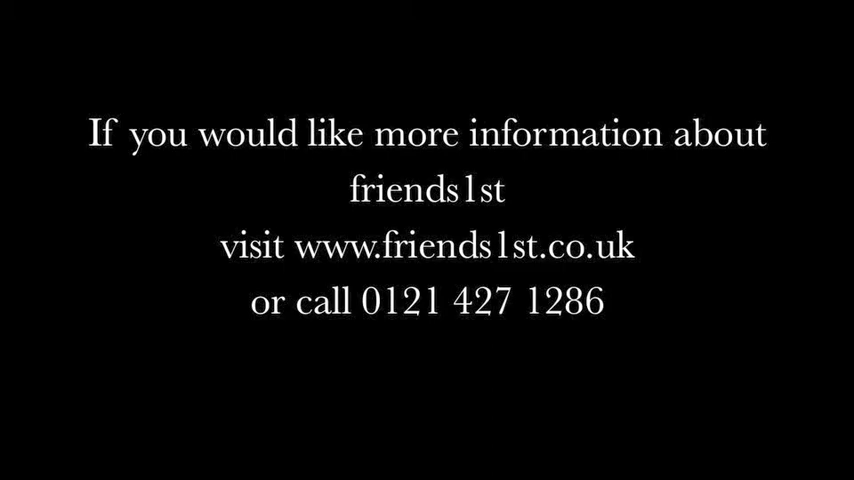 If you would like more information about
friends1st
visit www.friends1st.co.uk
or call 0121 427 1286